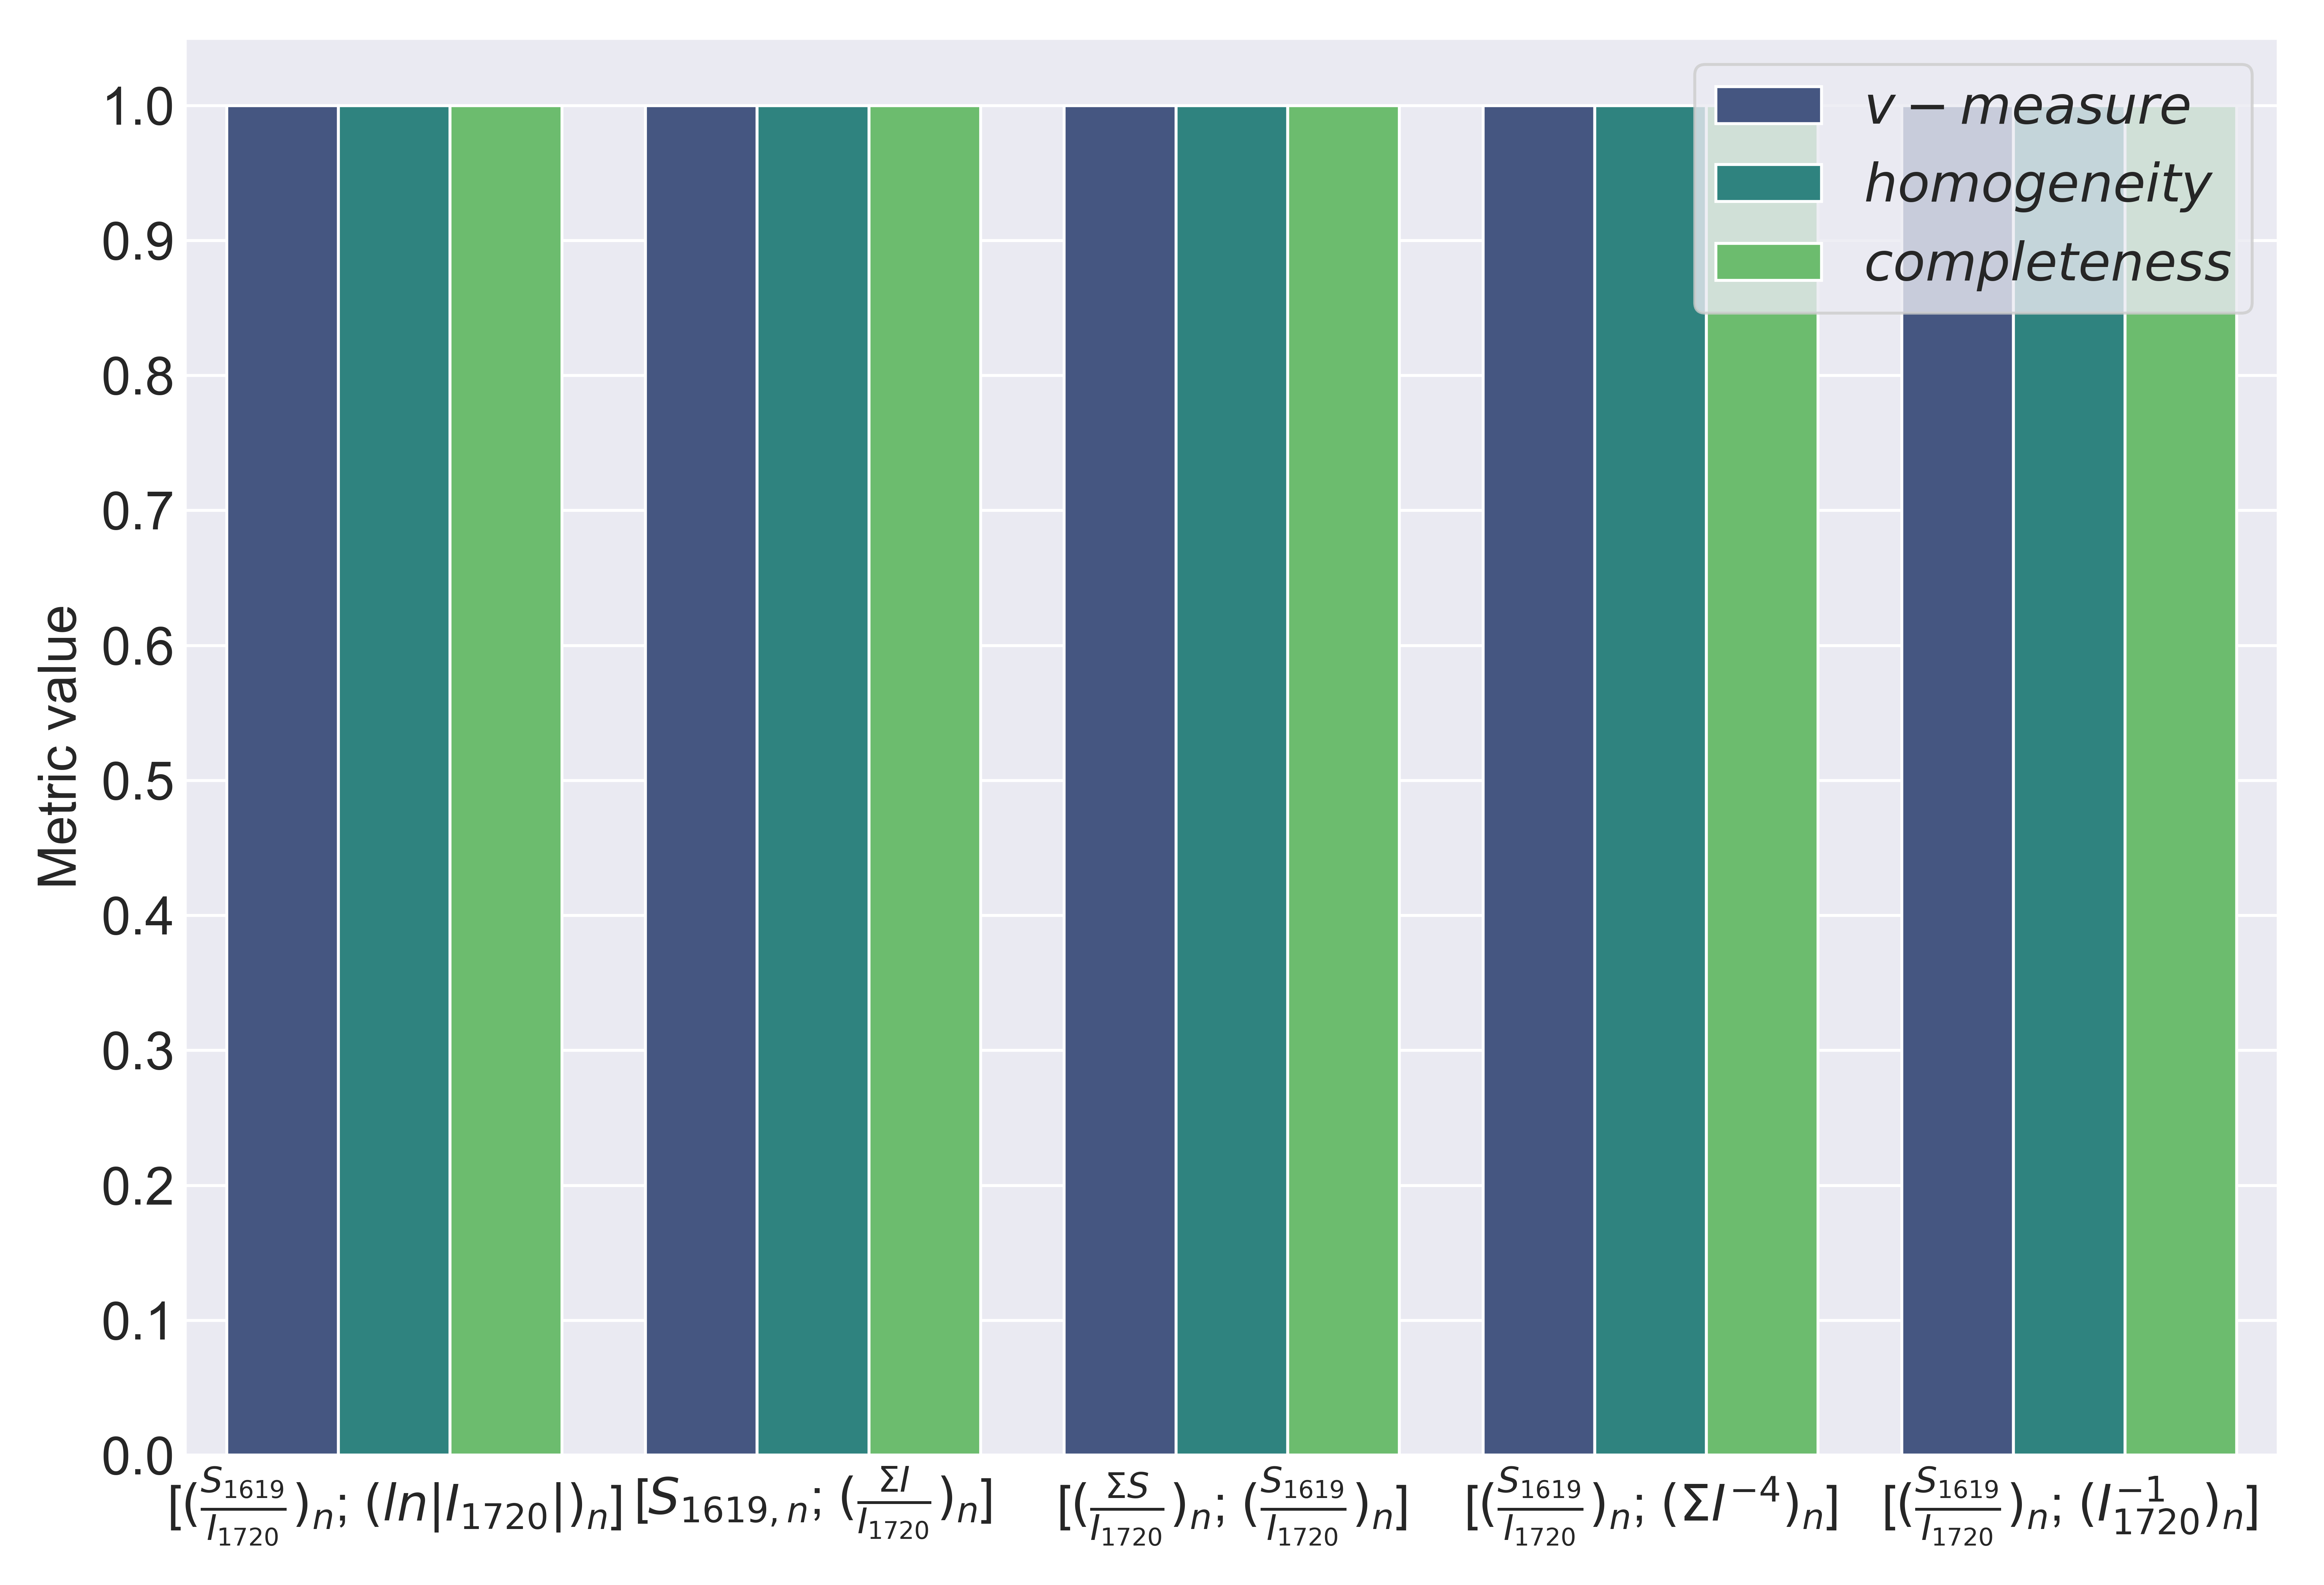 1.0
0.9
0.8
0.7
0.6
0.5
0.4
0.3
0.2
0.1
0.0
Metric value
v − measure
homogeneity
completeness
[(S₁₆₁₉/I₁₇₂₀)ₙ; (ln|I₁₇₂₀|)ₙ]
[S₁₆₁₉,ₙ; (ΣI/I₁₇₂₀)ₙ]
[(ΣS/I₁₇₂₀)ₙ; (S₁₆₁₉/I₁₇₂₀)ₙ]
[(S₁₆₁₉/I₁₇₂₀)ₙ; (ΣI⁻⁴)ₙ]
[(S₁₆₁₉/I₁₇₂₀)ₙ; (I₁₇₂₀⁻¹)ₙ]